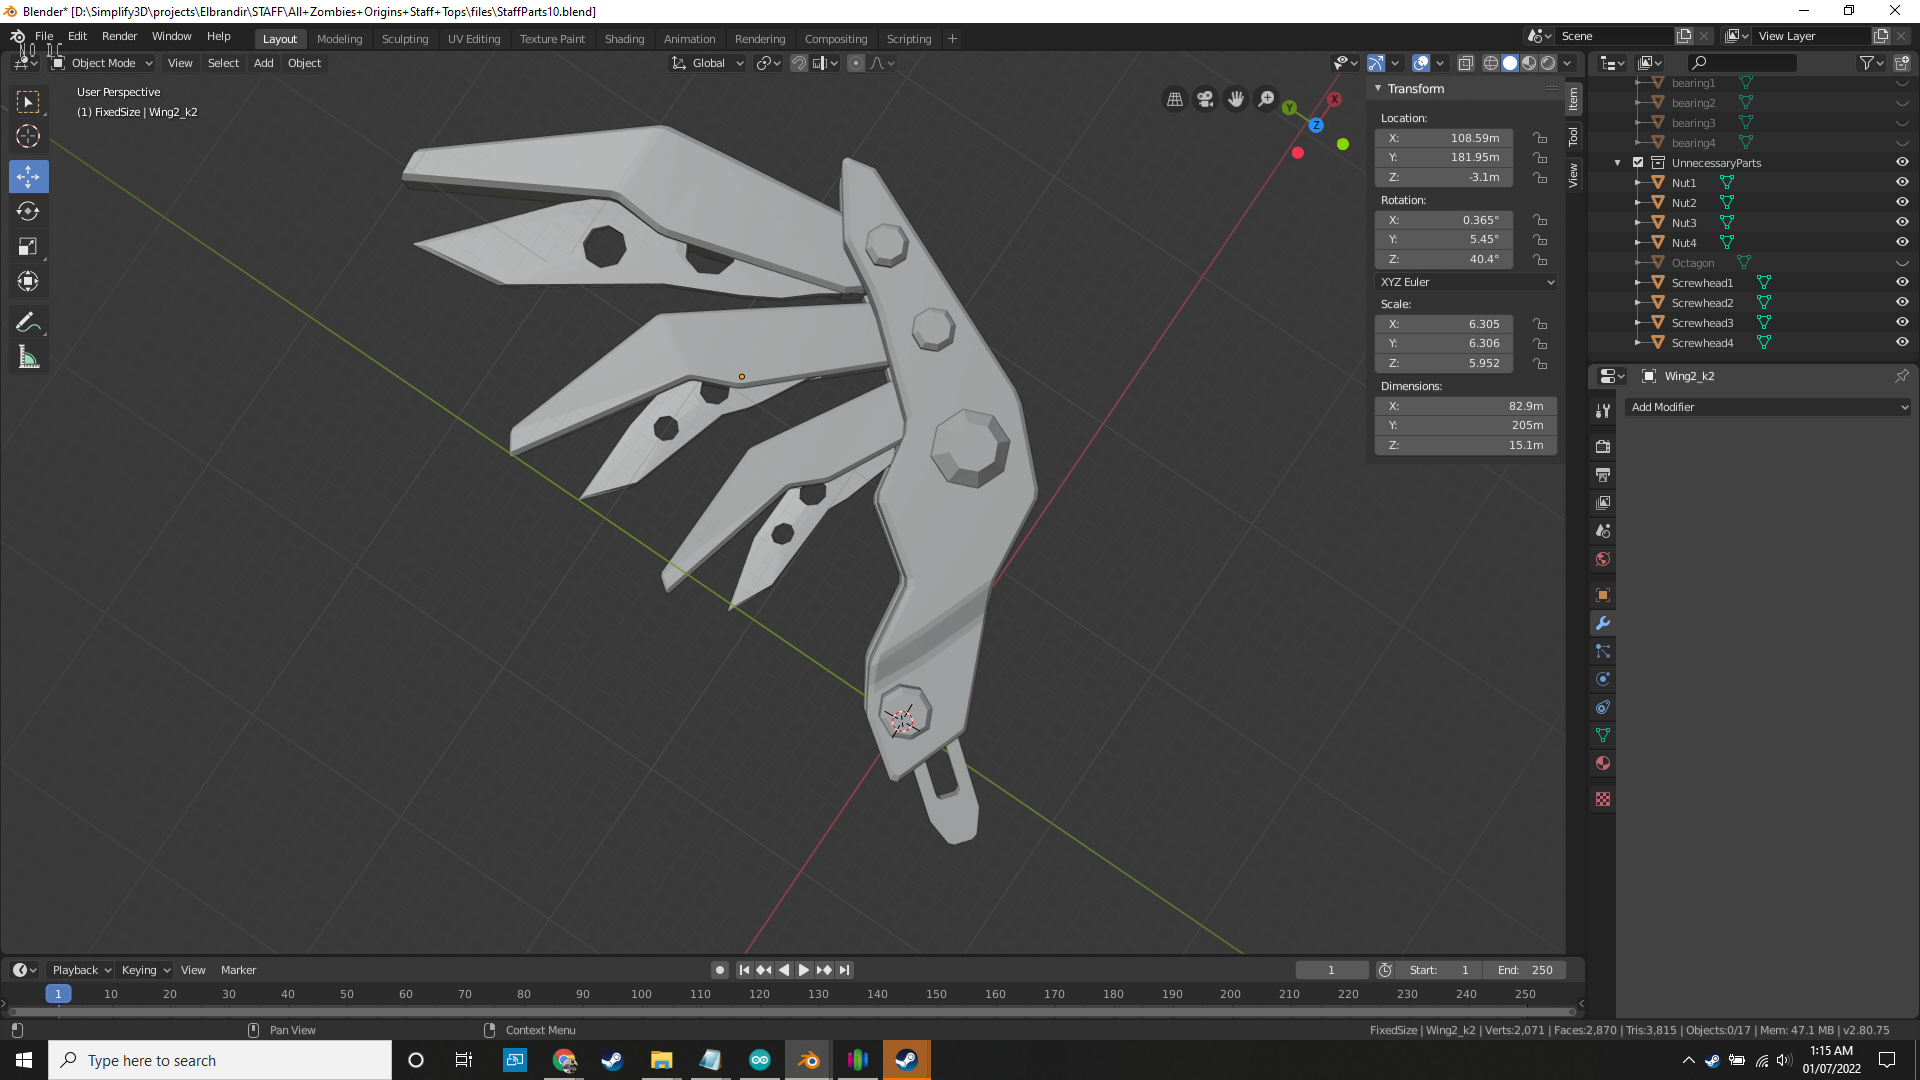 Blender* [D:\Simplify3D\projects\Elbrandir\STAFF\All+Zombies+Origins+Staff+Tops\files\StaffParts10.blend]
File Edit Render Window Help
Layout Modeling Sculpting UV Editing Texture Paint Shading Animation Rendering Compositing Scripting +
Scene
View Layer
NO DC
Object Mode View Select Add Object
Global
User Perspective
(1) FixedSize | Wing2_k2
X
Y
Z
Transform
Location:
X: 108.59m
Y: 181.95m
Z: -3.1m
Rotation:
X: 0.365°
Y: 5.45°
Z: 40.4°
XYZ Euler
Scale:
X: 6.305
Y: 6.306
Z: 5.952
Dimensions:
X: 82.9m
Y: 205m
Z: 15.1m
Item
Tool
View
bearing1
bearing2
bearing3
bearing4
UnnecessaryParts
Nut1
Nut2
Nut3
Nut4
Octagon
Screwhead1
Screwhead2
Screwhead3
Screwhead4
Wing2_k2
Add Modifier
Playback Keying View Marker
1
Start: 1
End: 250
1 10 20 30 40 50 60 70 80 90 100 110 120 130 140 150 160 170 180 190 200 210 220 230 240 250
Pan View
Context Menu
FixedSize | Wing2_k2 | Verts:2,071 | Faces:2,870 | Tris:3,815 | Objects:0/17 | Mem: 47.1 MB | v2.80.75
Type here to search
1:15 AM
01/07/2022